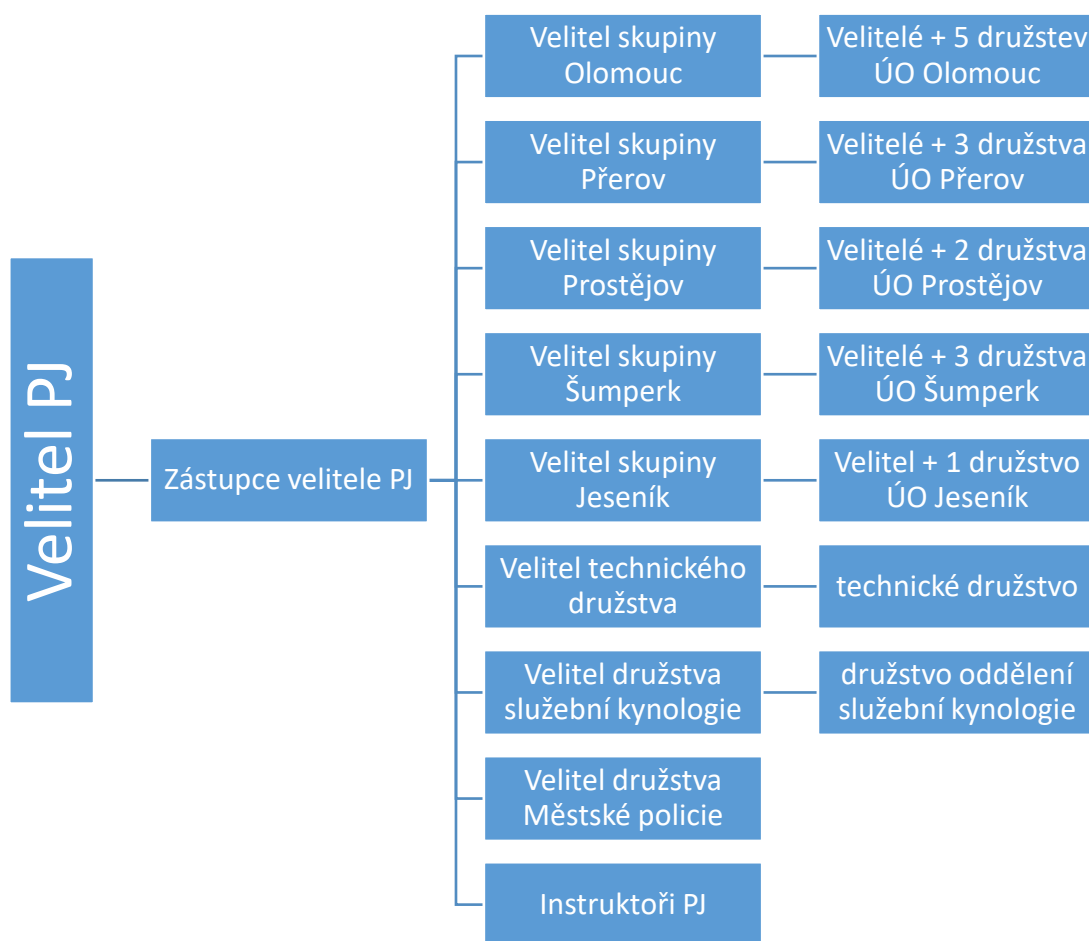 Velitel PJ
Zástupce velitele PJ
Velitel skupiny
Olomouc
Velitelé + 5 družstev
ÚO Olomouc
Velitel skupiny
Přerov
Velitelé + 3 družstva
ÚO Přerov
Velitel skupiny
Prostějov
Velitelé + 2 družstva
ÚO Prostějov
Velitel skupiny
Šumperk
Velitelé + 3 družstva
ÚO Šumperk
Velitel skupiny
Jeseník
Velitel + 1 družstvo
ÚO Jeseník
Velitel technického
družstva
technické družstvo
Velitel družstva
služební kynologie
družstvo oddělení
služební kynologie
Velitel družstva
Městské policie
Instruktoři PJ